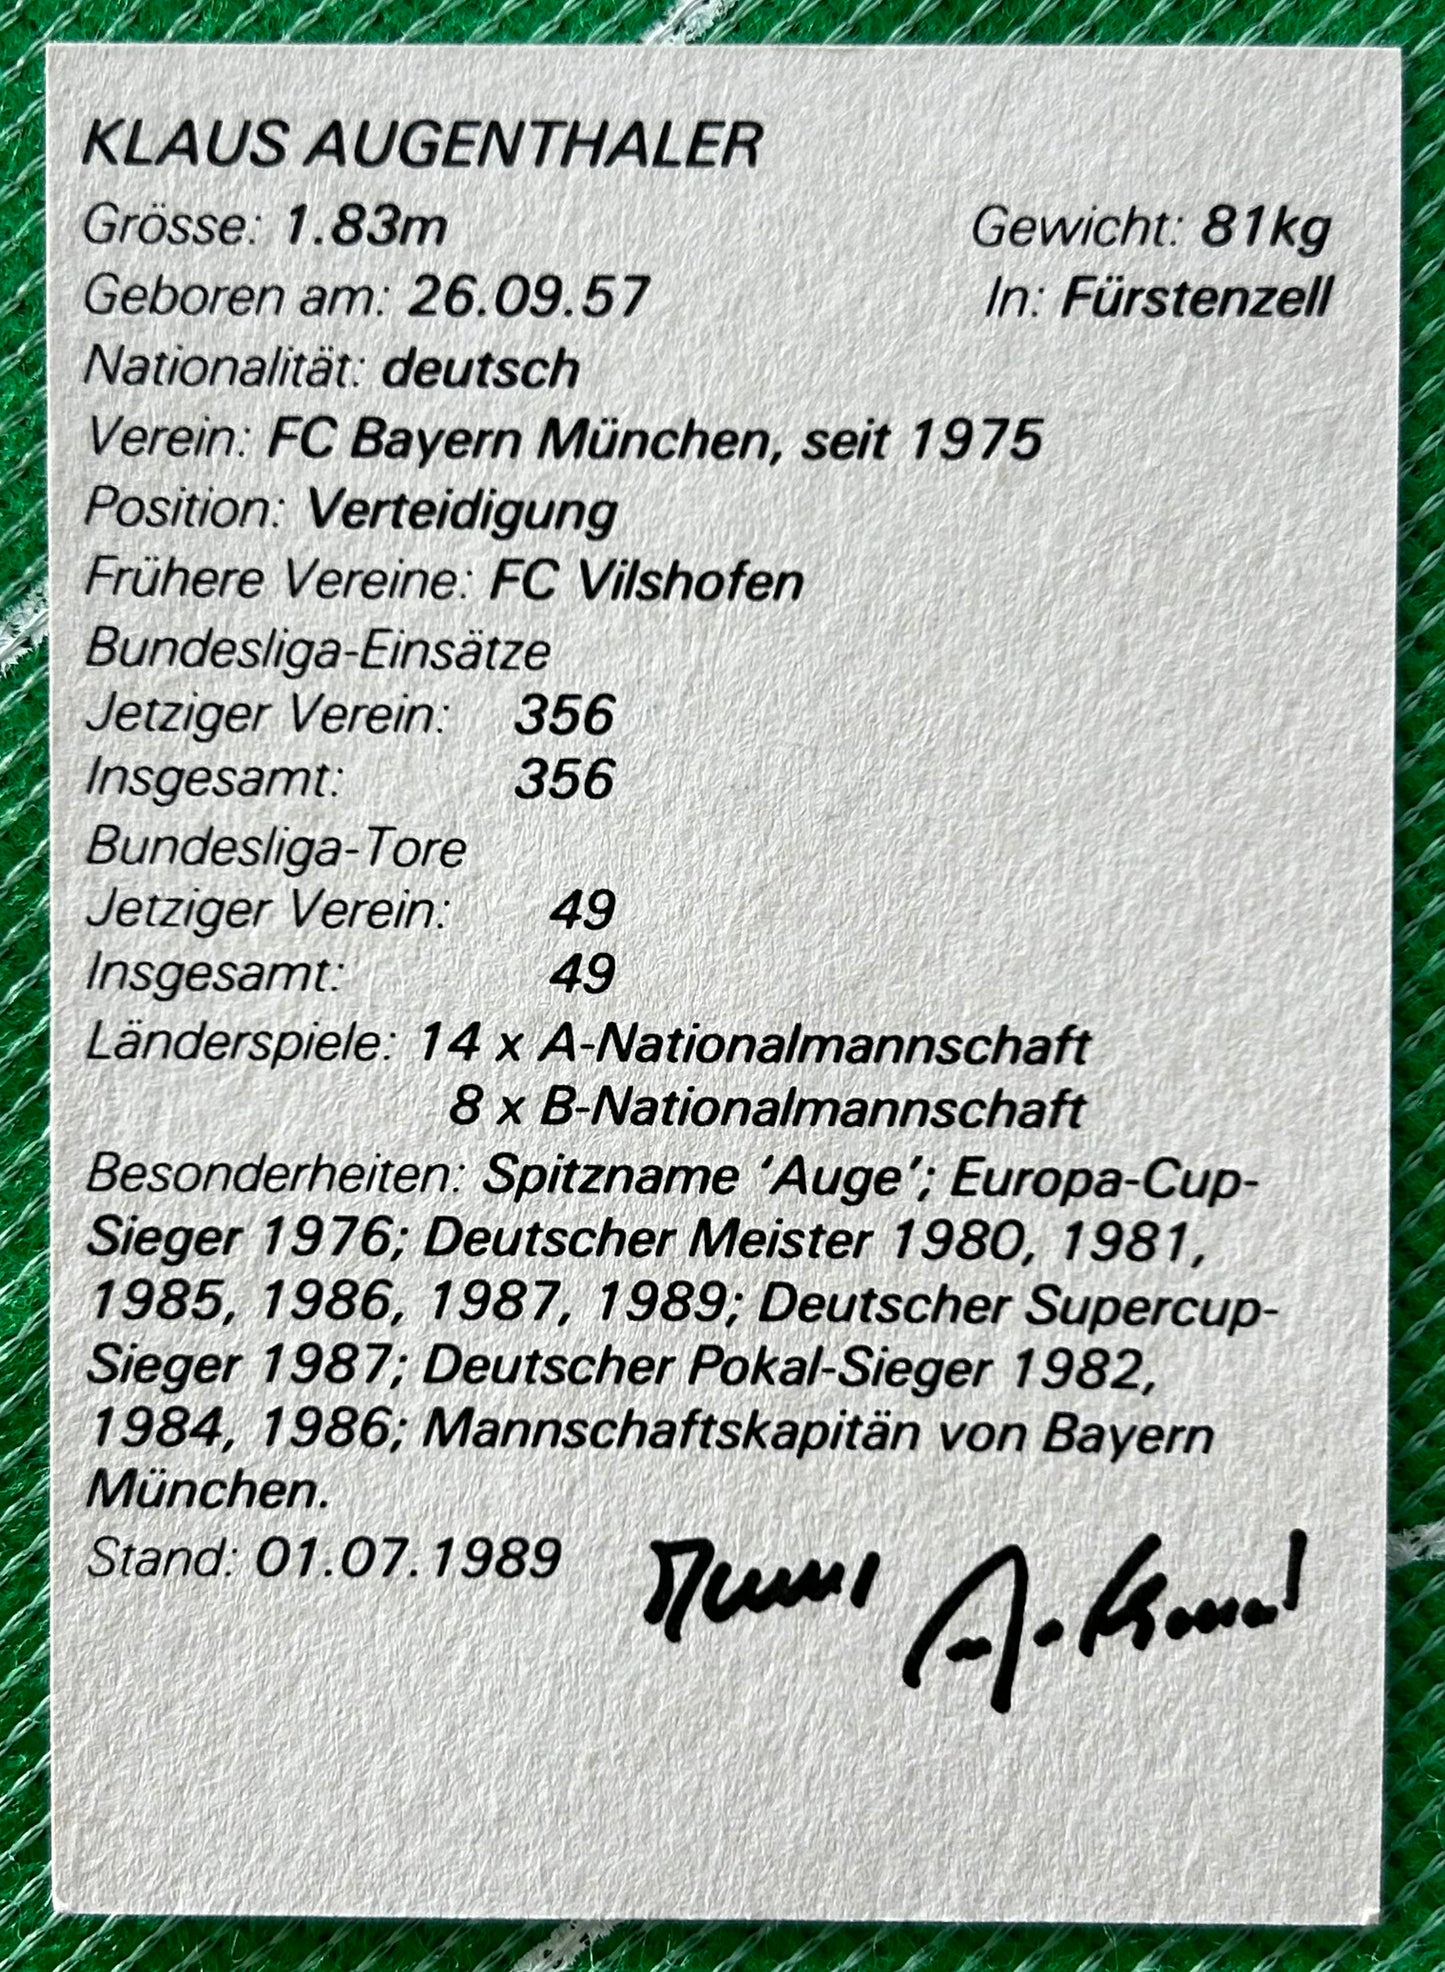 KLAUS AUGENTHALER
Grösse: 1.83m Gewicht: 81kg
Geboren am: 26.09.57 In: Fürstenzell
Nationalität: deutsch
Verein: FC Bayern München, seit 1975
Position: Verteidigung
Frühere Vereine: FC Vilshofen
Bundesliga-Einsätze
Jetziger Verein: 356
Insgesamt: 356
Bundesliga-Tore
Jetziger Verein: 49
Insgesamt: 49
Länderspiele: 14 x A-Nationalmannschaft
8 x B-Nationalmannschaft
Besonderheiten: Spitzname ‘Auge’; Europa-Cup-
Sieger 1976; Deutscher Meister 1980, 1981,
1985, 1986, 1987, 1989; Deutscher Supercup-
Sieger 1987; Deutscher Pokal-Sieger 1982,
1984, 1986; Mannschaftskapitän von Bayern
München.
Stand: 01.07.1989